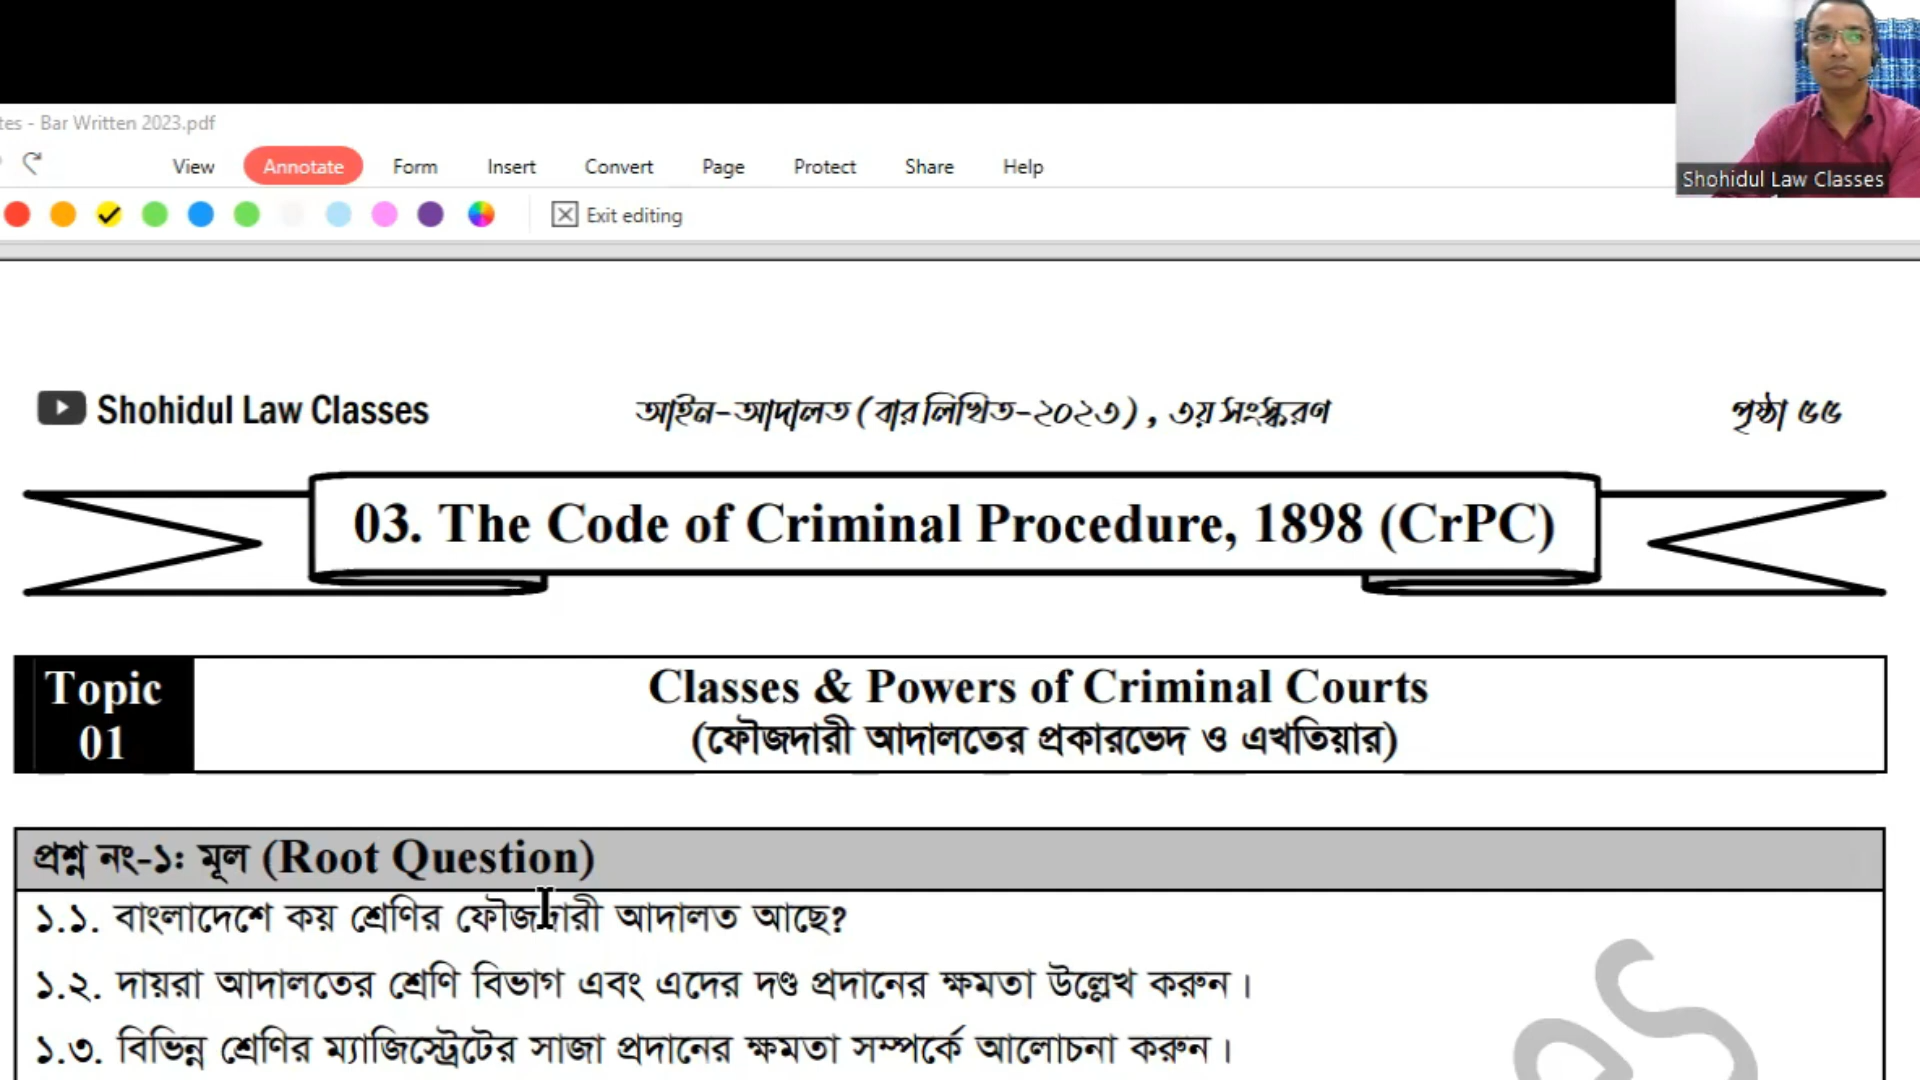 tes - Bar Written 2023.pdf
View Annotate Form Insert Convert Page Protect Share Help
Exit editing
Shohidul Law Classes
Shohidul Law Classes আইন-আদালত (বার লিখিত-২০২৩) , ৩য় সংস্করণ পৃষ্ঠা ৫৫
03. The Code of Criminal Procedure, 1898 (CrPC)
Topic
01
Classes & Powers of Criminal Courts
(ফৌজদারী আদালতের প্রকারভেদ ও এখতিয়ার)
প্রশ্ন নং-১: মূল (Root Question)
১.১. বাংলাদেশে কয় শ্রেণির ফৌজদারী আদালত আছে?
১.২. দায়রা আদালতের শ্রেণি বিভাগ এবং এদের দণ্ড প্রদানের ক্ষমতা উল্লেখ করুন।
১.৩. বিভিন্ন শ্রেণির ম্যাজিস্ট্রেটের সাজা প্রদানের ক্ষমতা সম্পর্কে আলোচনা করুন।